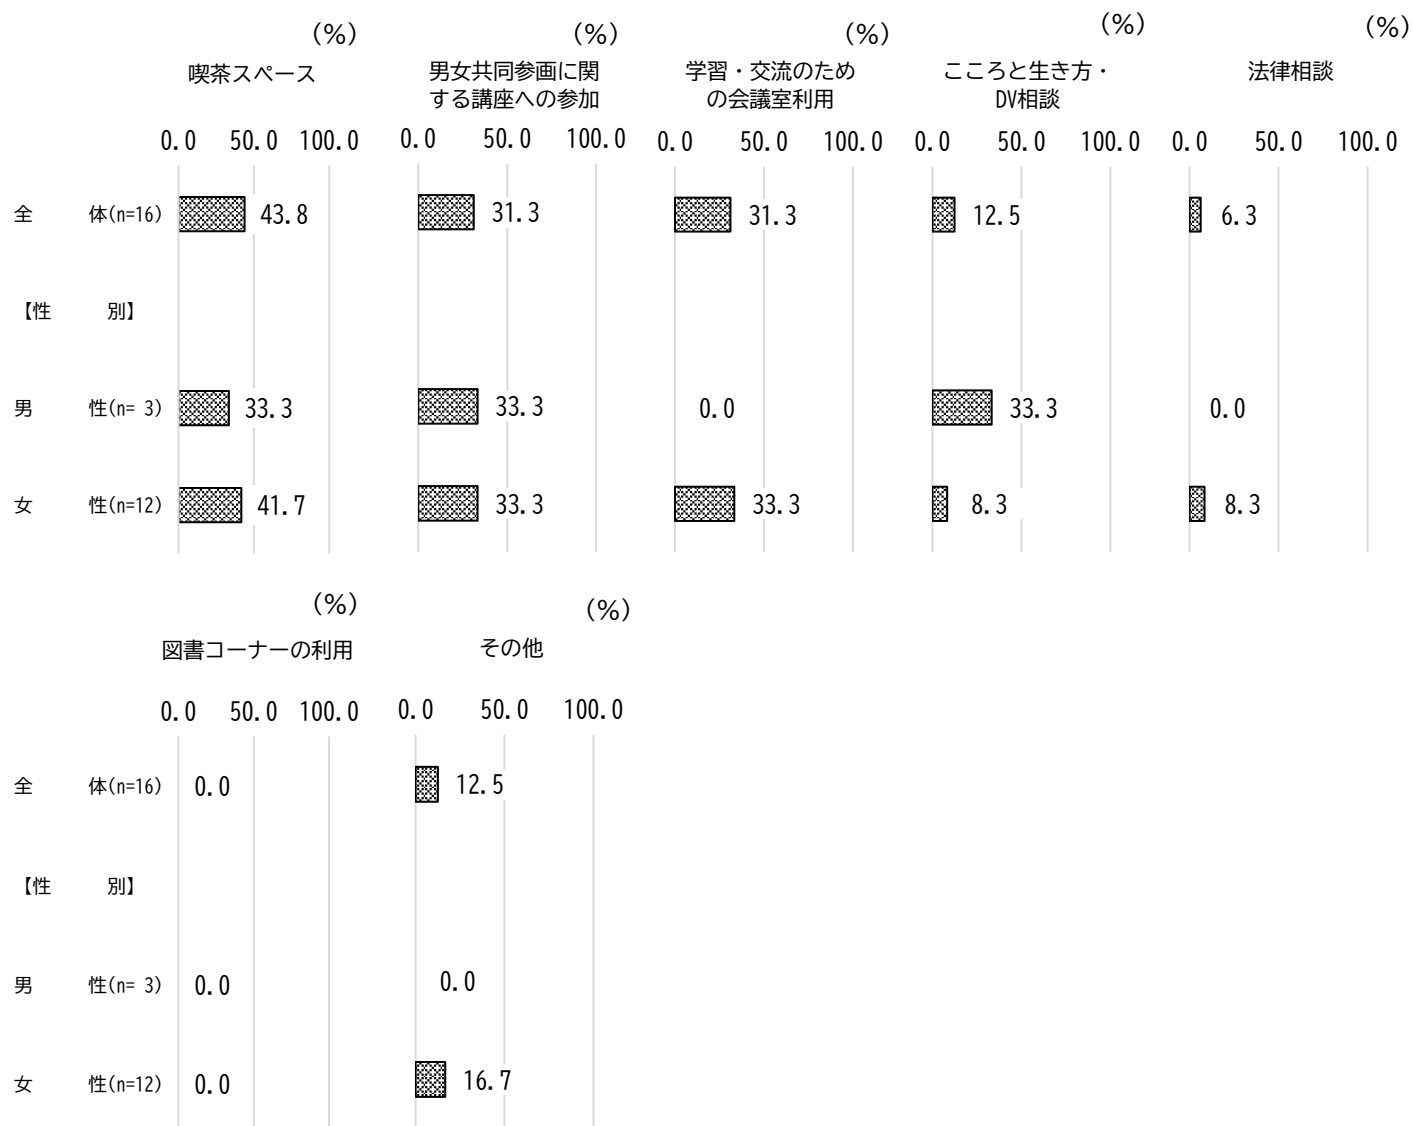 (%) (%) (%) (%) (%)
喫茶スペース 男女共同参画に関 学習・交流のため こころと生き方・ 法律相談
する講座への参加 の会議室利用 DV相談
0.0 50.0 100.0 0.0 50.0 100.0 0.0 50.0 100.0 0.0 50.0 100.0 0.0 50.0 100.0
全 体(n=16) 43.8 31.3 31.3 12.5 6.3
【性 別】
男 性(n= 3) 33.3 33.3 0.0 33.3 0.0
女 性(n=12) 41.7 33.3 33.3 8.3 8.3
(%) (%)
図書コーナーの利用 その他
0.0 50.0 100.0 0.0 50.0 100.0
全 体(n=16) 0.0 12.5
【性 別】
男 性(n= 3) 0.0 0.0
女 性(n=12) 0.0 16.7